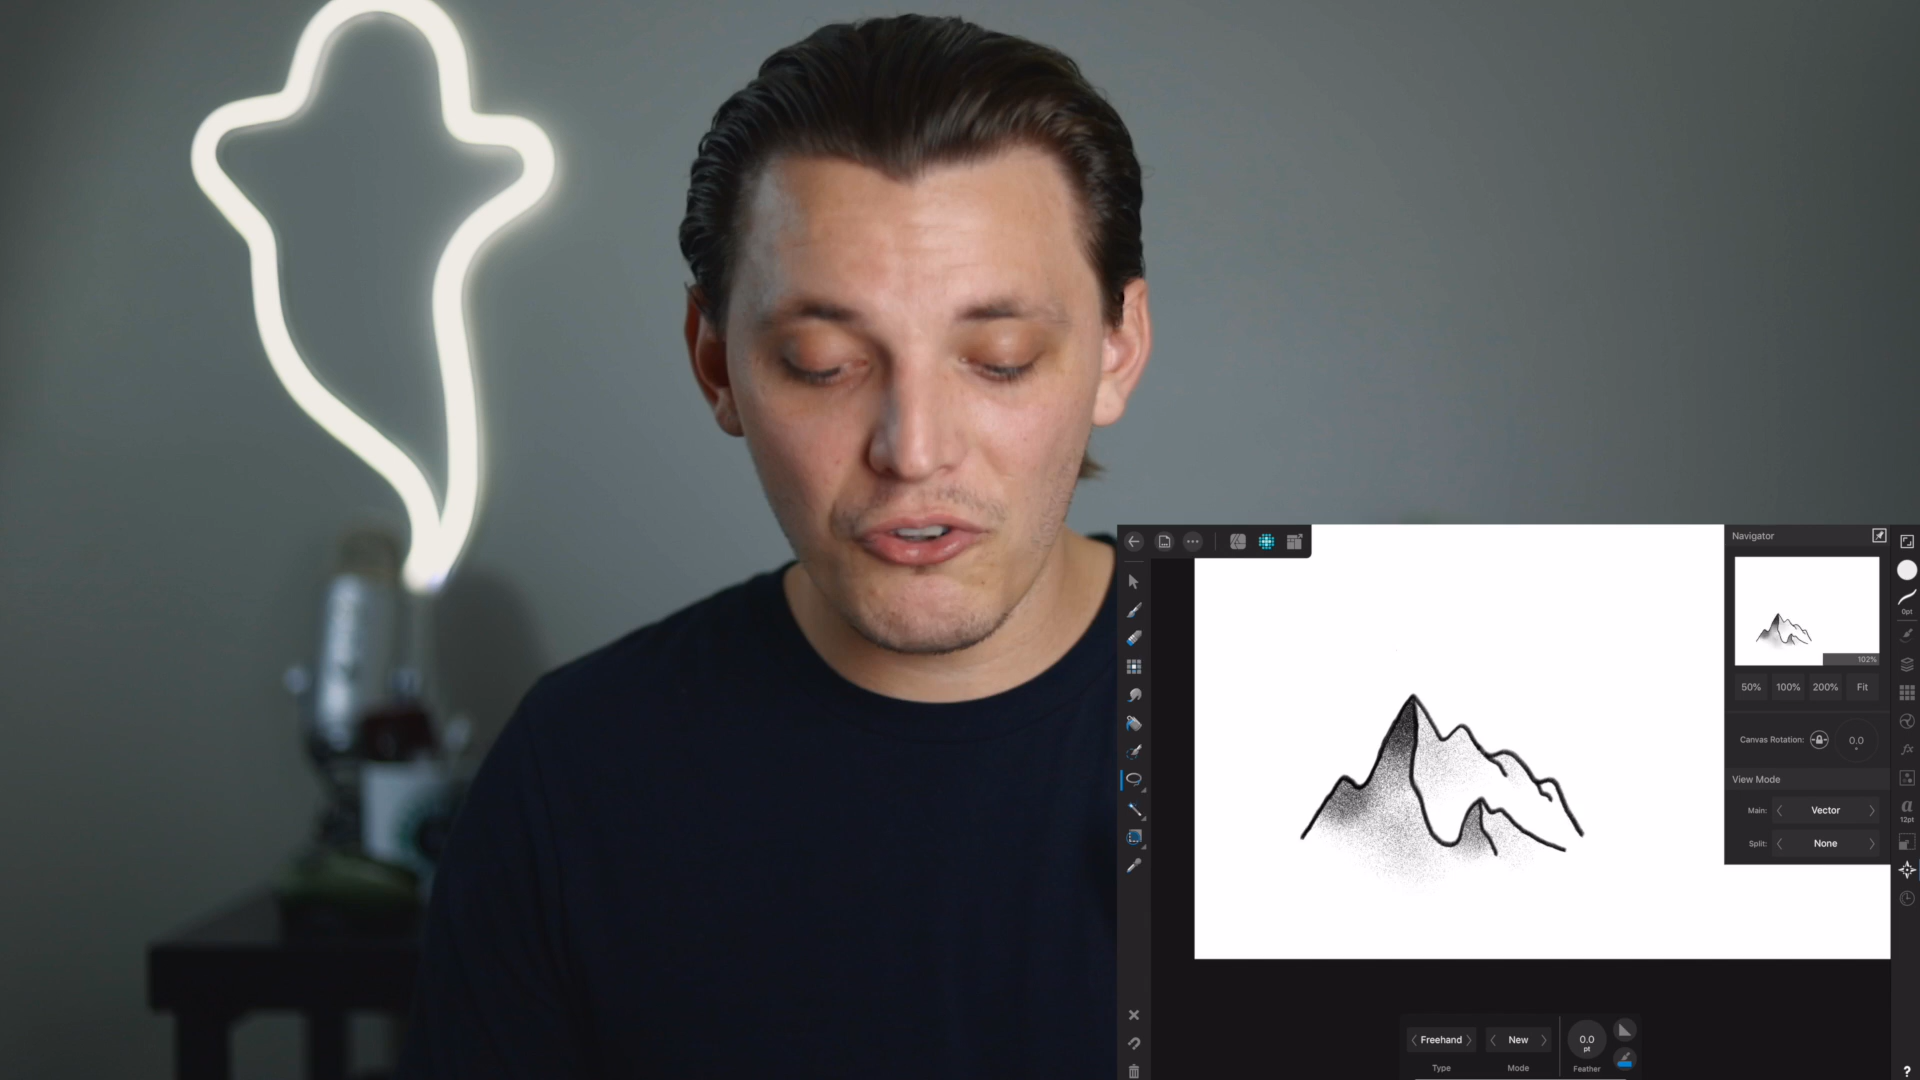 Navigator
0pt
102%
50% 100% 200% Fit
Canvas Rotation: 0.0
View Mode
Main: Vector
a
12pt
Split: None
fx
Freehand New 0.0
pt
Type Mode Feather
?